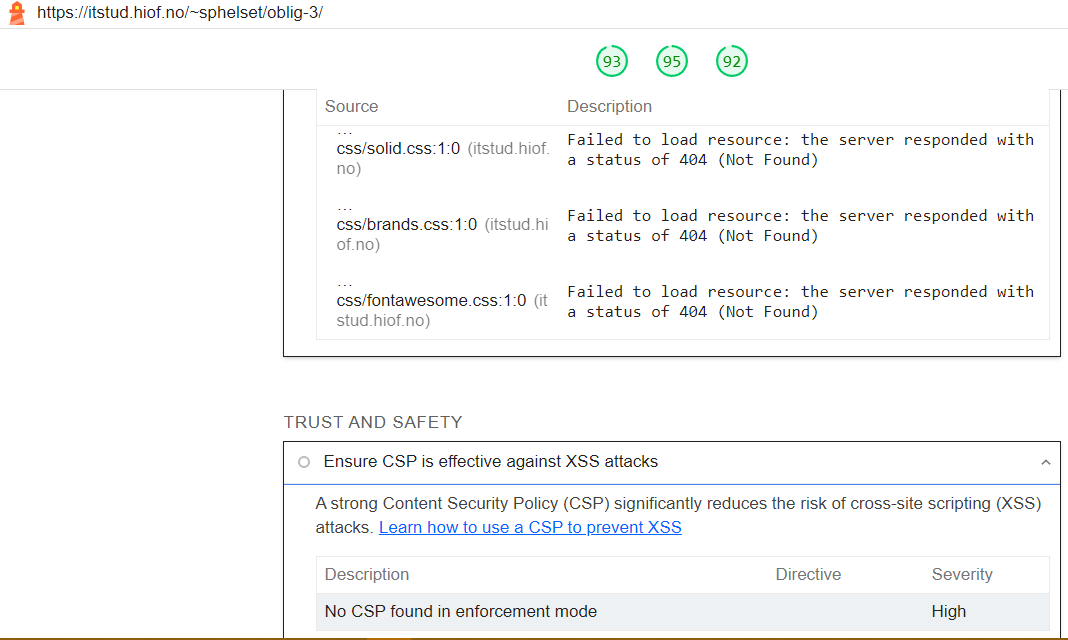 https://itstud.hiof.no/~sphelset/oblig-3/
93 95 92
Source Description
...
css/solid.css:1:0 (itstud.hiof.
no)
Failed to load resource: the server responded with
a status of 404 (Not Found)
...
css/brands.css:1:0 (itstud.hi
of.no)
Failed to load resource: the server responded with
a status of 404 (Not Found)
...
css/fontawesome.css:1:0 (it
stud.hiof.no)
Failed to load resource: the server responded with
a status of 404 (Not Found)
TRUST AND SAFETY
Ensure CSP is effective against XSS attacks
A strong Content Security Policy (CSP) significantly reduces the risk of cross-site scripting (XSS)
attacks. Learn how to use a CSP to prevent XSS
Description Directive Severity
No CSP found in enforcement mode High